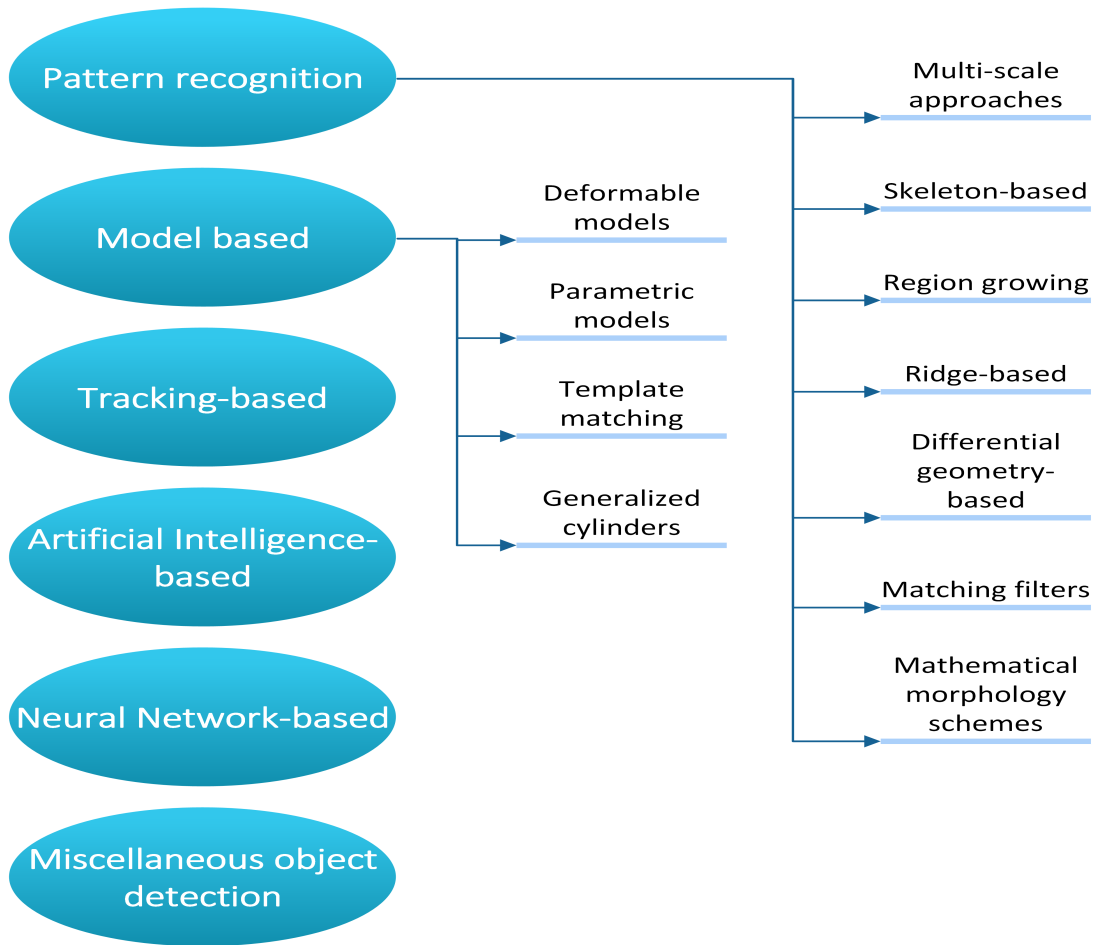 Pattern recognition
Model based
Tracking-based
Artificial Intelligence-
based
Neural Network-based
Miscellaneous object
detection
Deformable
models
Parametric
models
Template
matching
Generalized
cylinders
Multi-scale
approaches
Skeleton-based
Region growing
Ridge-based
Differential
geometry-
based
Matching filters
Mathematical
morphology
schemes